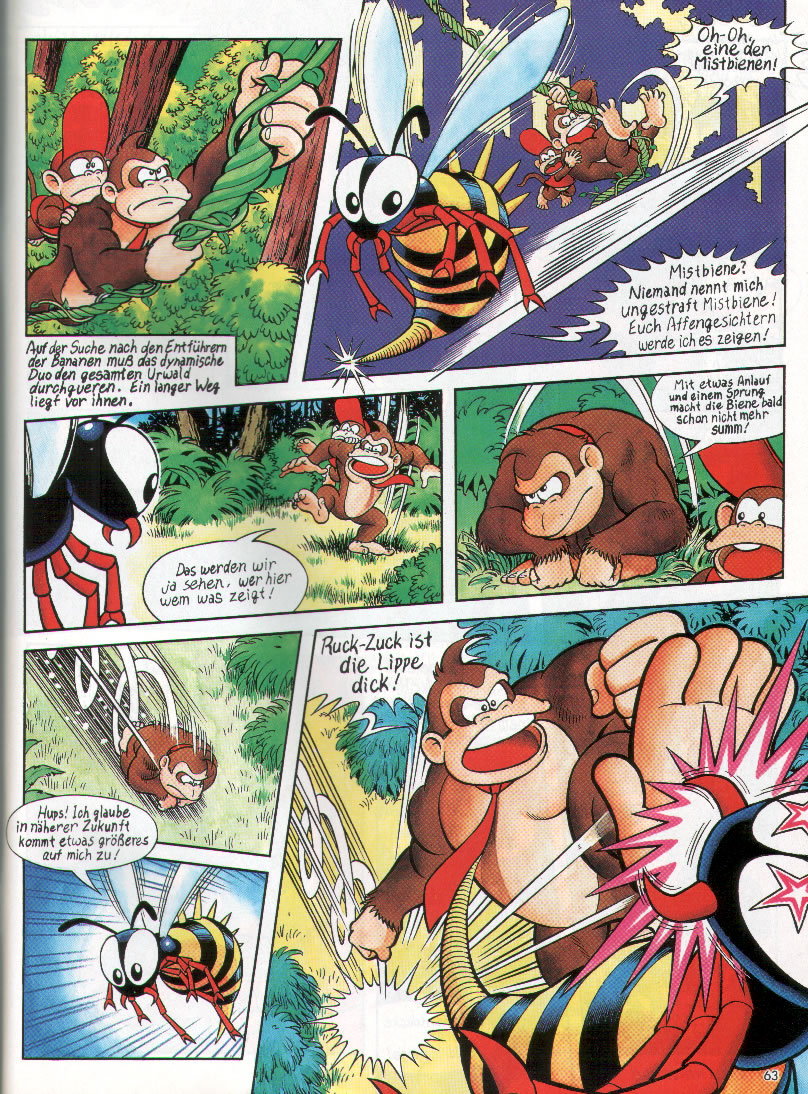 Auf der Suche nach den Entführern
der Bananen muß das dynamische
Duo den gesamten Urwald
durchqueren. Ein langer Weg
liegt vor ihnen.
Oh-Oh,
eine der
Mistbienen!
Mistbiene?
Niemand nennt mich
ungestraft Mistbiene!
Euch Affengesichtern
werde ich es zeigen!
Das werden wir
ja sehen, wer hier
wem was zeigt!
Mit etwas Anlauf
und einem Sprung
macht die Biene bald
schon nicht mehr
summ!
Hups! Ich glaube
in näherer Zukunft
kommt etwas größeres
auf mich zu!
Ruck-Zuck ist
die Lippe
dick!
63